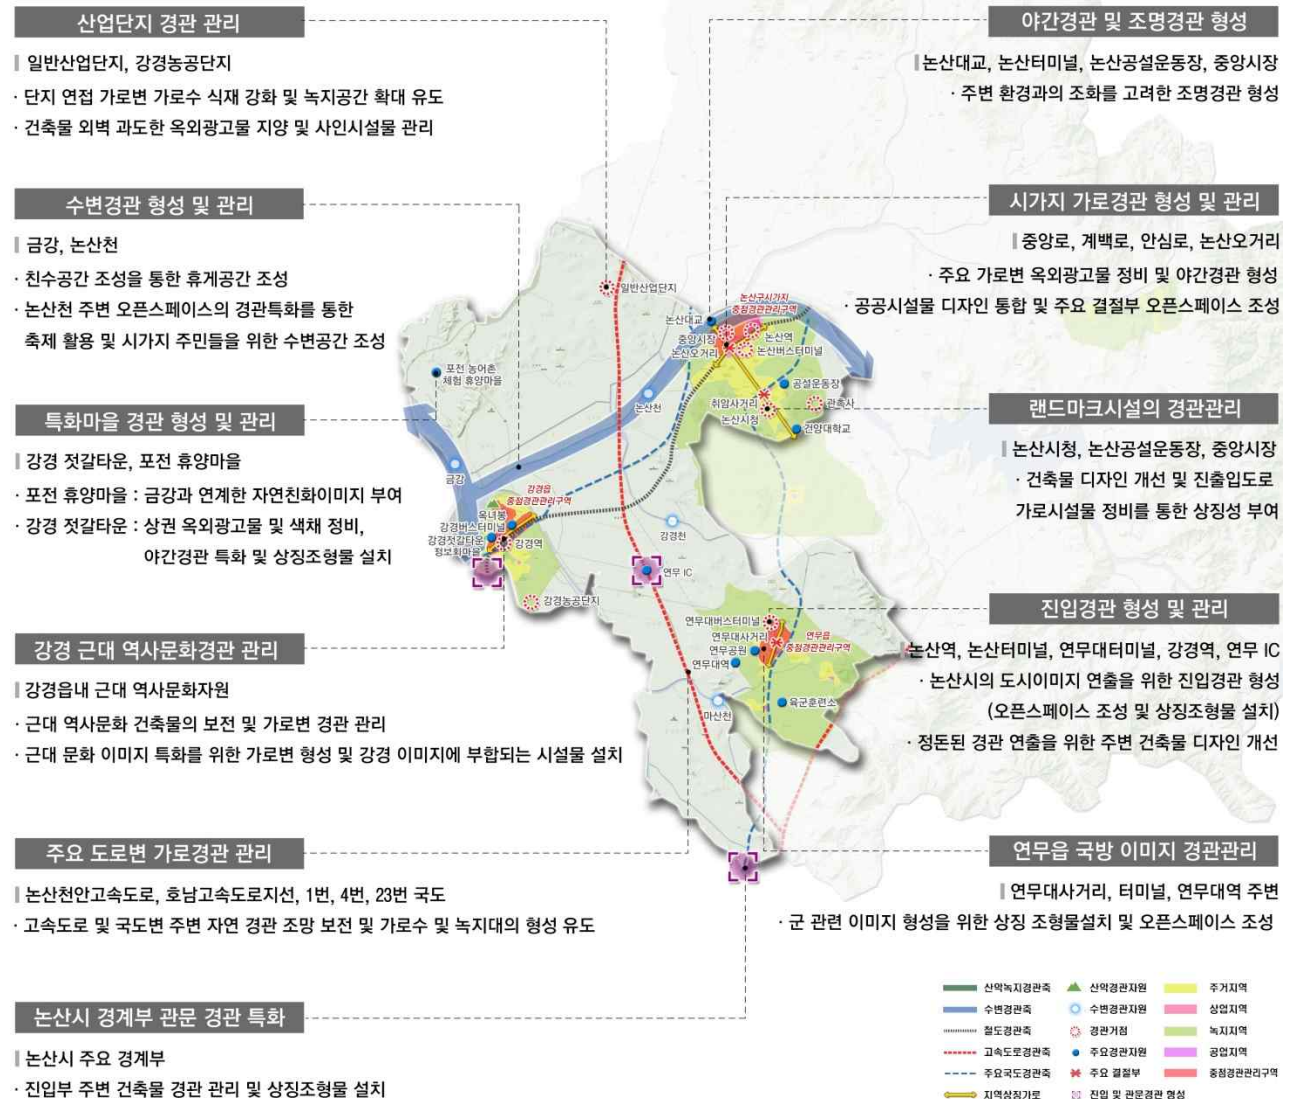 산업단지 경관 관리
일반산업단지, 강경농공단지
· 단지 연접 가로변 가로수 식재 강화 및 녹지공간 확대 유도
· 건축물 외벽 과도한 옥외광고물 지양 및 사인시설물 관리
수변경관 형성 및 관리
금강, 논산천
· 친수공간 조성을 통한 휴게공간 조성
· 논산천 주변 오픈스페이스의 경관특화를 통한
축제 활용 및 시가지 주민들을 위한 수변공간 조성
특화마을 경관 형성 및 관리
강경 젓갈타운, 포전 휴양마을
· 포전 휴양마을 : 금강과 연계한 자연친화이미지 부여
· 강경 젓갈타운 : 상권 옥외광고물 및 색채 정비,
야간경관 특화 및 상징조형물 설치
강경 근대 역사문화경관 관리
강경읍내 근대 역사문화자원
· 근대 역사문화 건축물의 보전 및 가로변 경관 관리
· 근대 문화 이미지 특화를 위한 가로변 형성 및 강경 이미지에 부합되는 시설물 설치
주요 도로변 가로경관 관리
논산천안고속도로, 호남고속도로지선, 1번, 4번, 23번 국도
· 고속도로 및 국도변 주변 자연 경관 조망 보전 및 가로수 및 녹지대의 형성 유도
논산시 경계부 관문 경관 특화
논산시 주요 경계부
· 진입부 주변 건축물 경관 관리 및 상징조형물 설치
야간경관 및 조명경관 형성
논산대교, 논산터미널, 논산공설운동장, 중앙시장
· 주변 환경과의 조화를 고려한 조명경관 형성
시가지 가로경관 형성 및 관리
중앙로, 계백로, 안심로, 논산오거리
· 주요 가로변 옥외광고물 정비 및 야간경관 형성
· 공공시설물 디자인 통합 및 주요 결절부 오픈스페이스 조성
랜드마크시설의 경관관리
논산시청, 논산공설운동장, 중앙시장
· 건축물 디자인 개선 및 진출입도로
가로시설물 정비를 통한 상징성 부여
진입경관 형성 및 관리
논산역, 논산터미널, 연무대터미널, 강경역, 연무 IC
· 논산시의 도시이미지 연출을 위한 진입경관 형성
(오픈스페이스 조성 및 상징조형물 설치)
· 정돈된 경관 연출을 위한 주변 건축물 디자인 개선
연무읍 국방 이미지 경관관리
연무대사거리, 터미널, 연무대역 주변
· 군 관련 이미지 형성을 위한 상징 조형물설치 및 오픈스페이스 조성
일반산업단지
논산구시가지
중점경관관리구역
논산대교
중앙시장
논산오거리
논산역
논산버스터미널
포전 농어촌
체험 휴양마을
공설운동장
취암사거리
논산시청
관촉사
건양대학교
논산천
금강
강경읍
중점경관관리구역
옥녀봉
강경버스터미널
강경젓갈타운
정보화마을
강경역
강경농공단지
강경천
연무 IC
연무대버스터미널
연무대사거리
연무공원
연무대역
연무읍
중점경관관리구역
육군훈련소
마산천
산악녹지경관축
산악경관자원
주거지역
수변경관축
수변경관자원
상업지역
철도경관축
경관거점
녹지지역
고속도로경관축
주요경관자원
공업지역
주요국도경관축
주요 결절부
중점경관관리구역
지역상징가로
진입 및 관문경관 형성